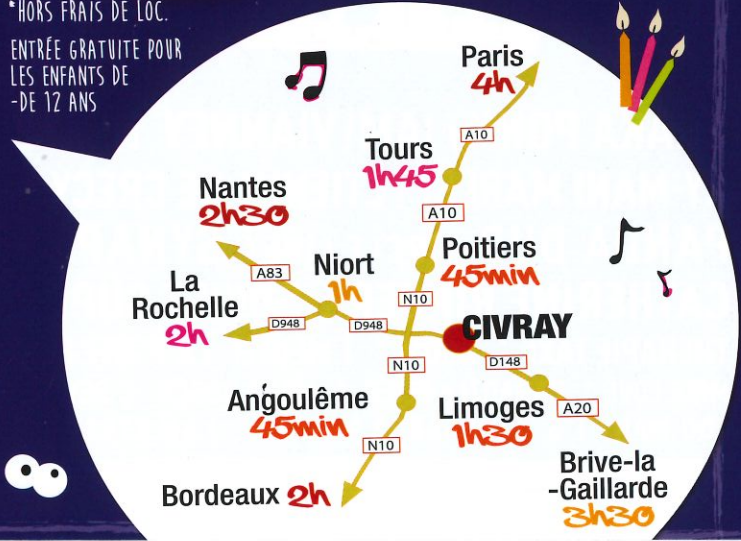 *HORS FRAIS DE LOC.
ENTRÉE GRATUITE POUR
LES ENFANTS DE
-DE 12 ANS
Paris
4h
A10
Tours
1h45
A10
Nantes
2h30
Poitiers
45min
A83
Niort
1h
La
Rochelle
2h
N10
D948
D948
CIVRAY
N10
D148
Angoulême
45min
Limoges
1h30
A20
N10
Brive-la
-Gaillarde
3h30
Bordeaux 2h